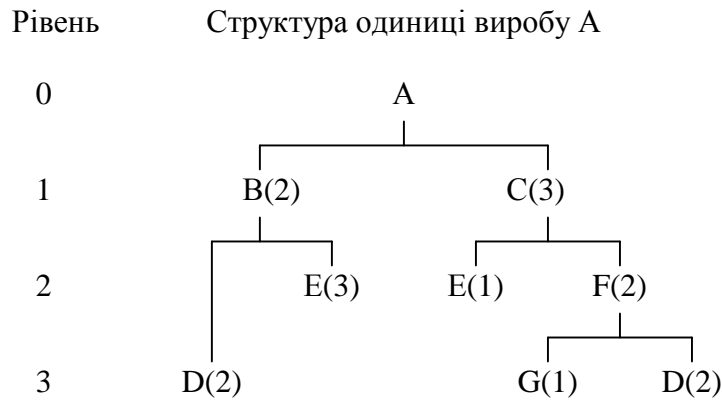 Рівень Структура одиниці виробу А
0 A
1 B(2) C(3)
2 E(3) E(1) F(2)
3 D(2) G(1) D(2)